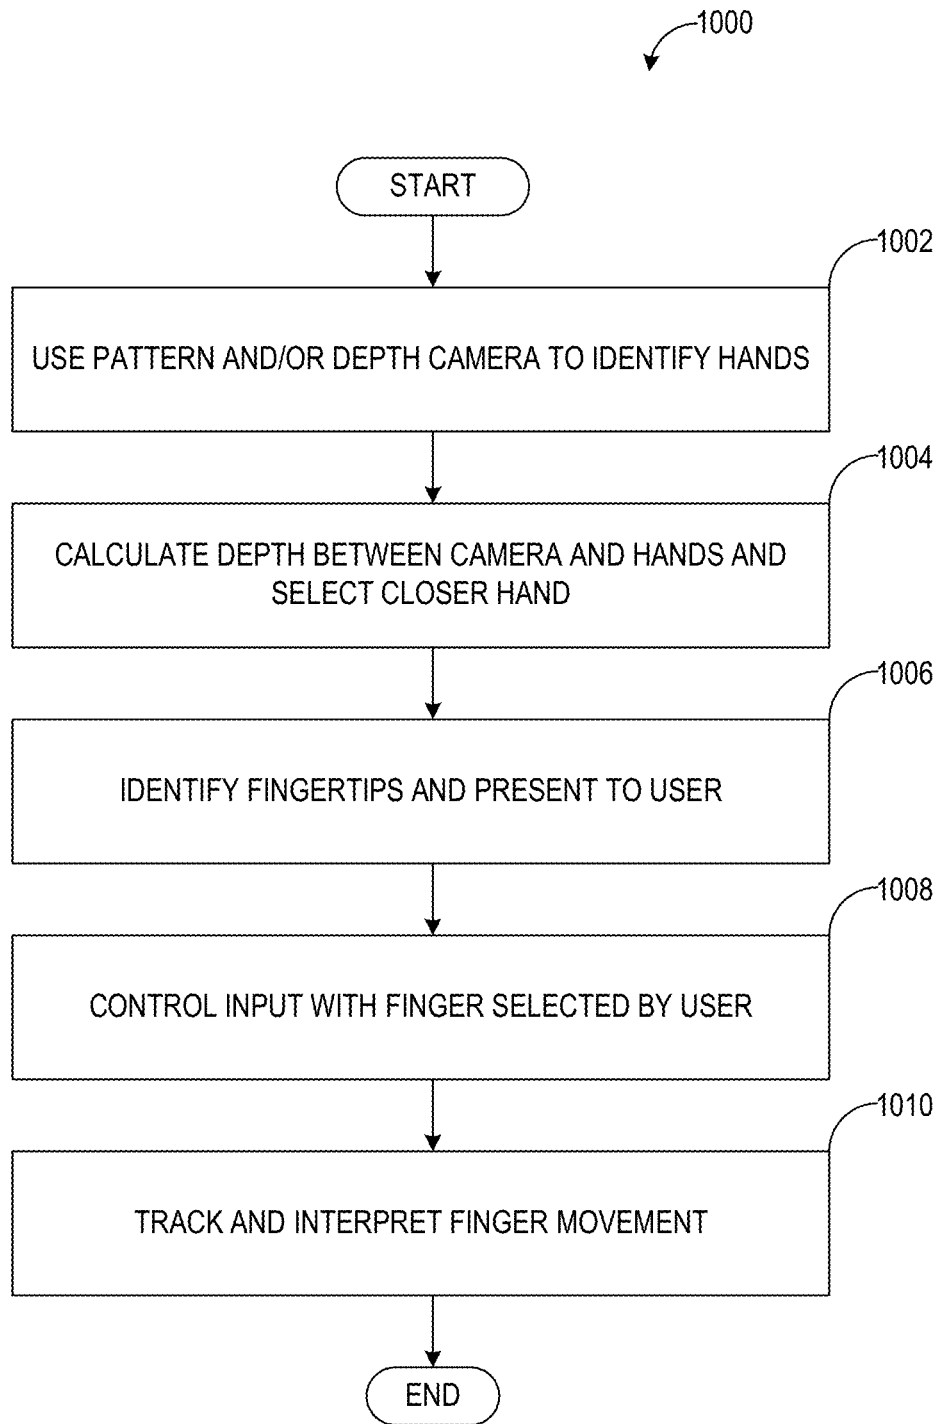 1000
START
1002
USE PATTERN AND/OR DEPTH CAMERA TO IDENTIFY HANDS
1004
CALCULATE DEPTH BETWEEN CAMERA AND HANDS AND
SELECT CLOSER HAND
1006
IDENTIFY FINGERTIPS AND PRESENT TO USER
1008
CONTROL INPUT WITH FINGER SELECTED BY USER
1010
TRACK AND INTERPRET FINGER MOVEMENT
END